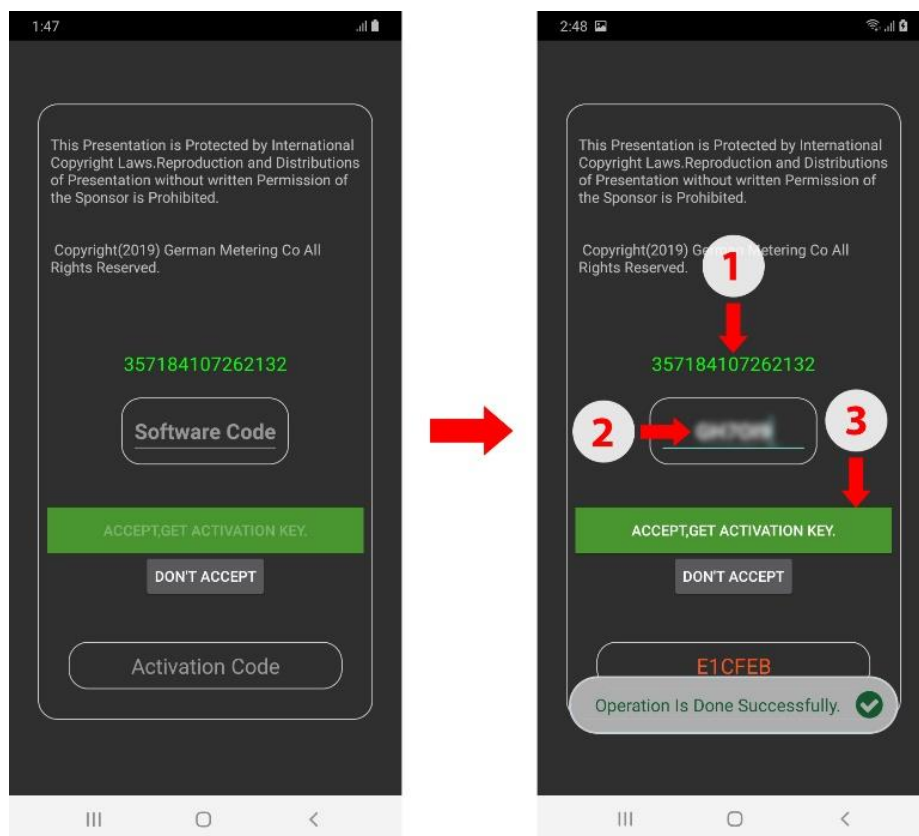 1:47
This Presentation is Protected by International
Copyright Laws.Reproduction and Distributions
of Presentation without written Permission of
the Sponsor is Prohibited.
Copyright(2019) German Metering Co All
Rights Reserved.
357184107262132
Software Code
ACCEPT,GET ACTIVATION KEY.
DON'T ACCEPT
Activation Code
2:48
This Presentation is Protected by International
Copyright Laws.Reproduction and Distributions
of Presentation without written Permission of
the Sponsor is Prohibited.
Copyright(2019) German Metering Co All
Rights Reserved.
1
357184107262132
2
3
ACCEPT,GET ACTIVATION KEY.
DON'T ACCEPT
E1CFEB
Operation Is Done Successfully.